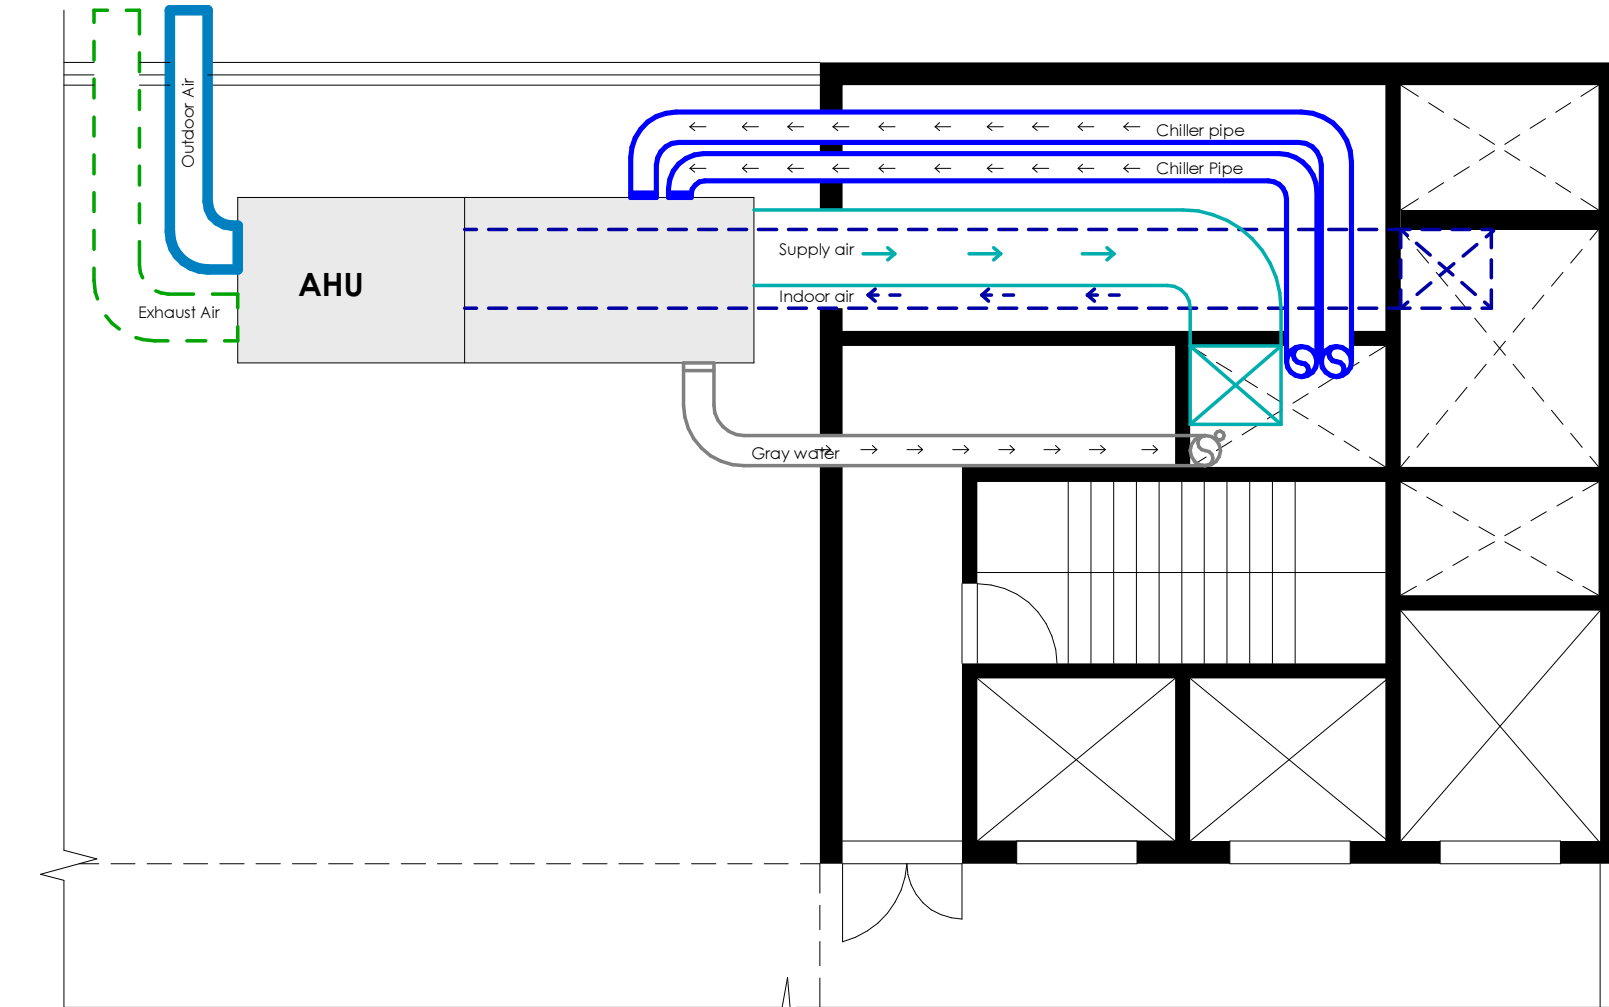 Outdoor Air
Chiller pipe
Chiller Pipe
Supply air
AHU
Indoor air
Exhaust Air
Gray water